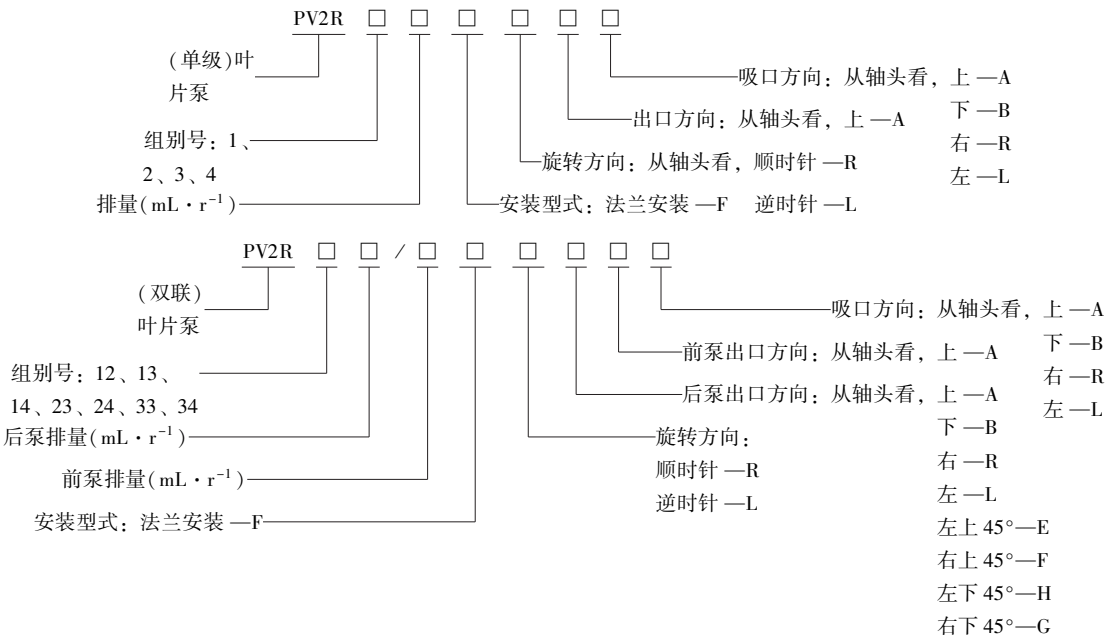 PV2R □ □ □ □ □ □
(单级)叶
片泵
吸口方向：从轴头看，上 —A
下 —B
右 —R
左 —L
出口方向：从轴头看，上 —A
组别号：1、
2、3、4
旋转方向：从轴头看，顺时针 —R
逆时针 —L
排量(mL·r⁻¹)
安装型式：法兰安装 —F
PV2R □ □ / □ □ □ □ □ □
(双联)
叶片泵
吸口方向：从轴头看，上 —A
下 —B
右 —R
左 —L
前泵出口方向：从轴头看，上 —A
组别号：12、13、
14、23、24、33、34
后泵出口方向：从轴头看，上 —A
下 —B
右 —R
左 —L
左上 45°—E
右上 45°—F
左下 45°—H
右下 45°—G
后泵排量(mL·r⁻¹)
旋转方向：
顺时针 —R
逆时针 —L
前泵排量(mL·r⁻¹)
安装型式：法兰安装 —F